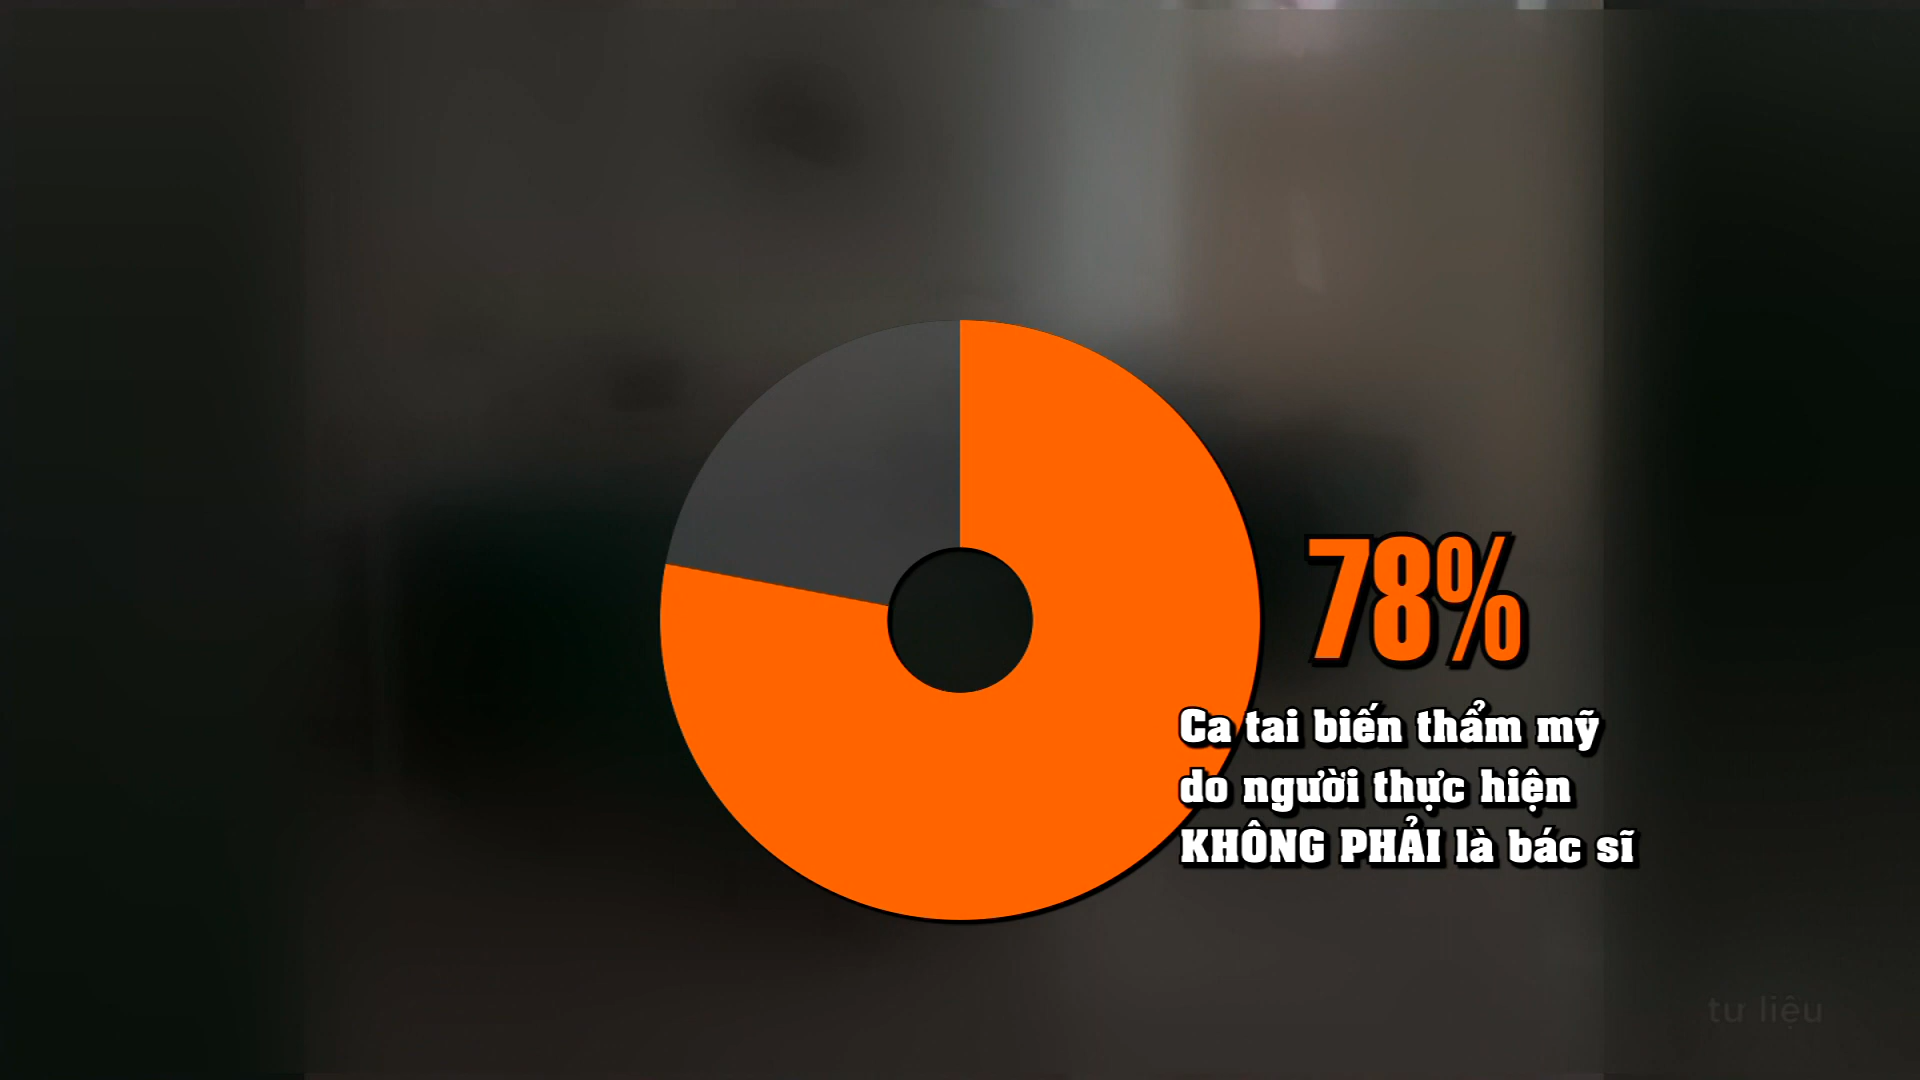 78%
Ca tai biến thẩm mỹ
do người thực hiện
KHÔNG PHẢI là bác sĩ
tư liệu